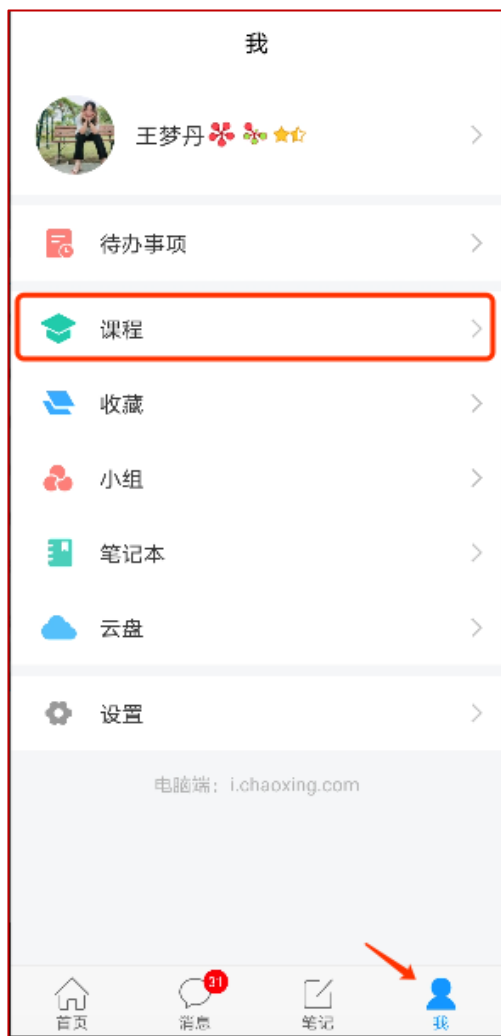 我
王梦丹
待办事项
课程
收藏
小组
笔记本
云盘
设置
电脑端：i.chaoxing.com
31
首页
消息
笔记
我